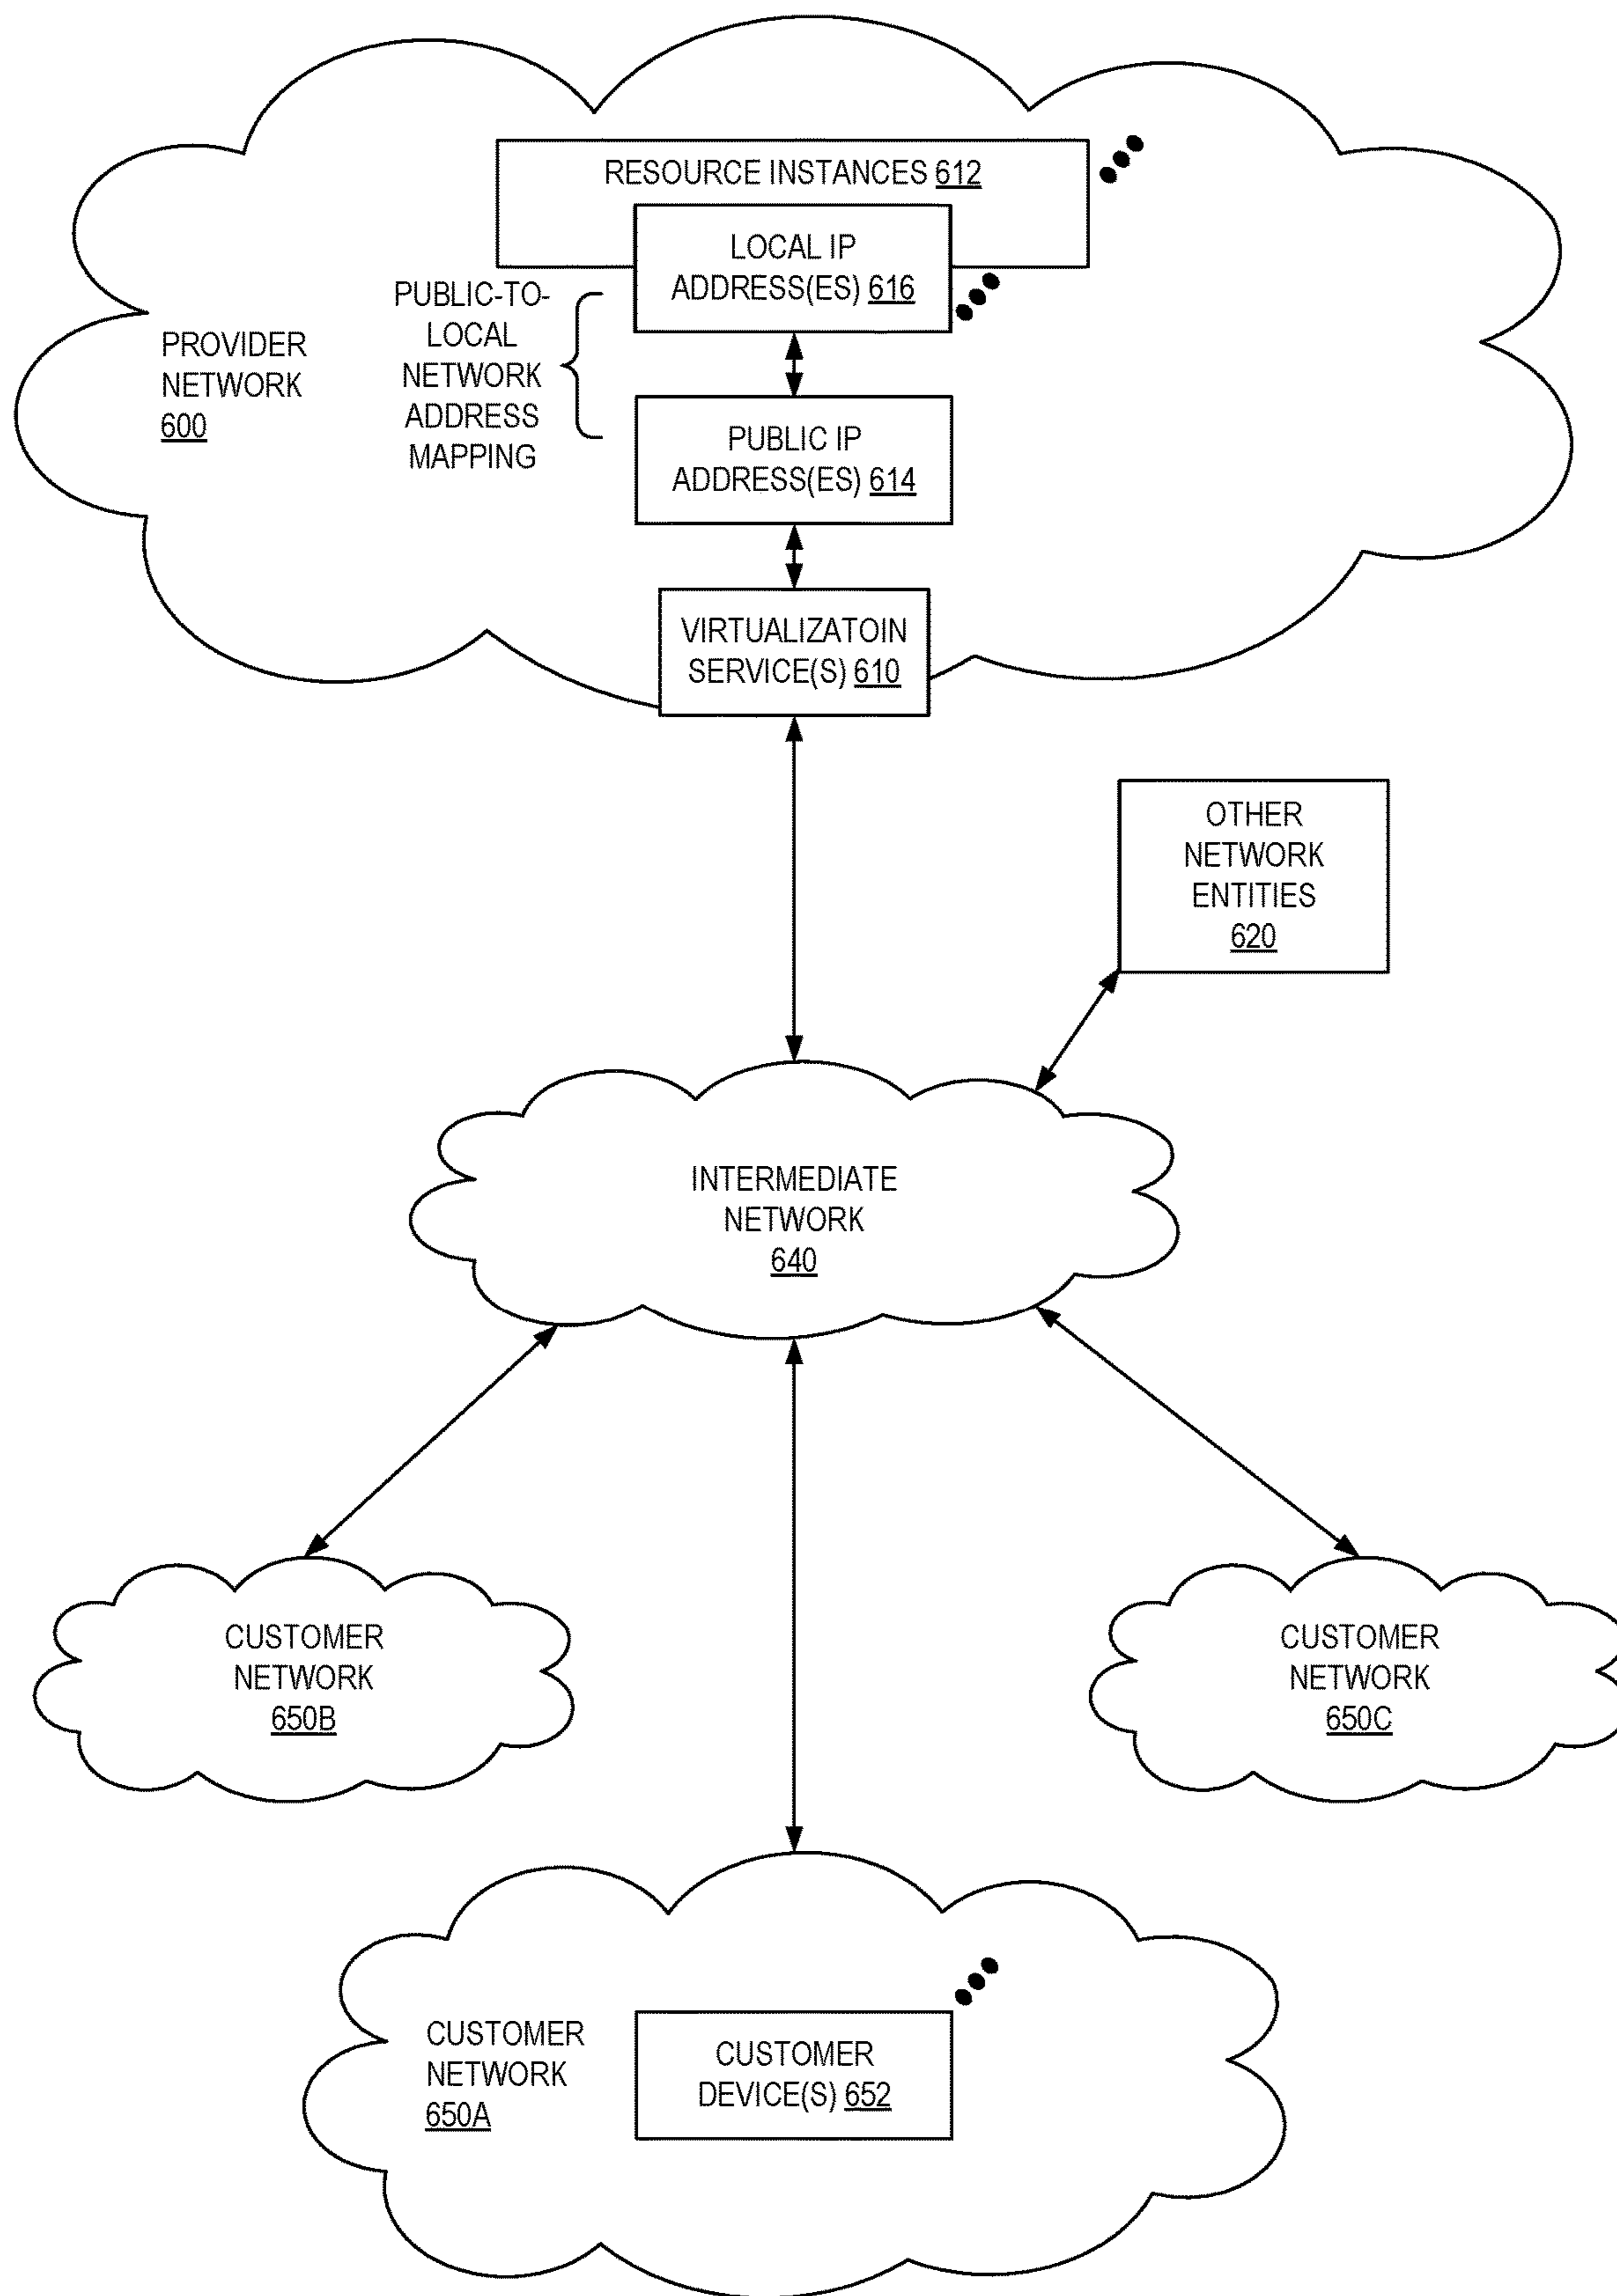 RESOURCE INSTANCES 612
LOCAL IP
ADDRESS(ES) 616
PUBLIC-TO-
LOCAL
NETWORK
ADDRESS
MAPPING
PROVIDER
NETWORK
600
PUBLIC IP
ADDRESS(ES) 614
VIRTUALIZATOIN
SERVICE(S) 610
OTHER
NETWORK
ENTITIES
620
INTERMEDIATE
NETWORK
640
CUSTOMER
NETWORK
650B
CUSTOMER
NETWORK
650C
CUSTOMER
NETWORK
650A
CUSTOMER
DEVICE(S) 652